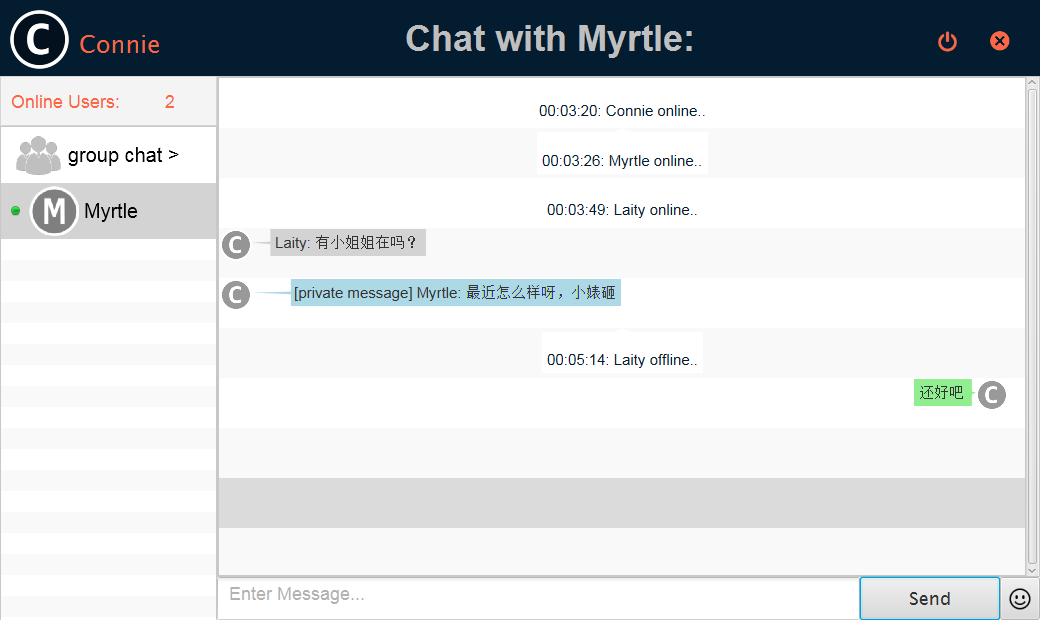 C Connie
Chat with Myrtle:
Online Users: 2
group chat >
M Myrtle
00:03:20: Connie online..
00:03:26: Myrtle online..
00:03:49: Laity online..
C Laity: 有小姐姐在吗？
C [private message] Myrtle: 最近怎么样呀，小婊砸
00:05:14: Laity offline..
还好吧 C
Enter Message...
Send